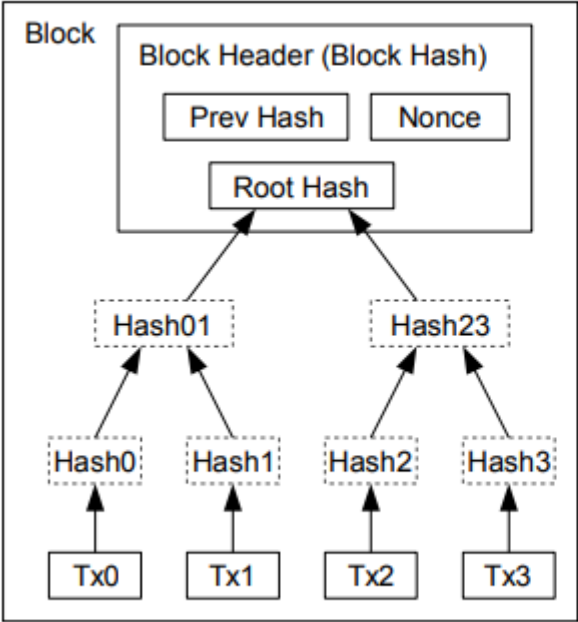 Block
Block Header (Block Hash)
Prev Hash
Nonce
Root Hash
Hash01
Hash23
Hash0
Hash1
Hash2
Hash3
Tx0
Tx1
Tx2
Tx3